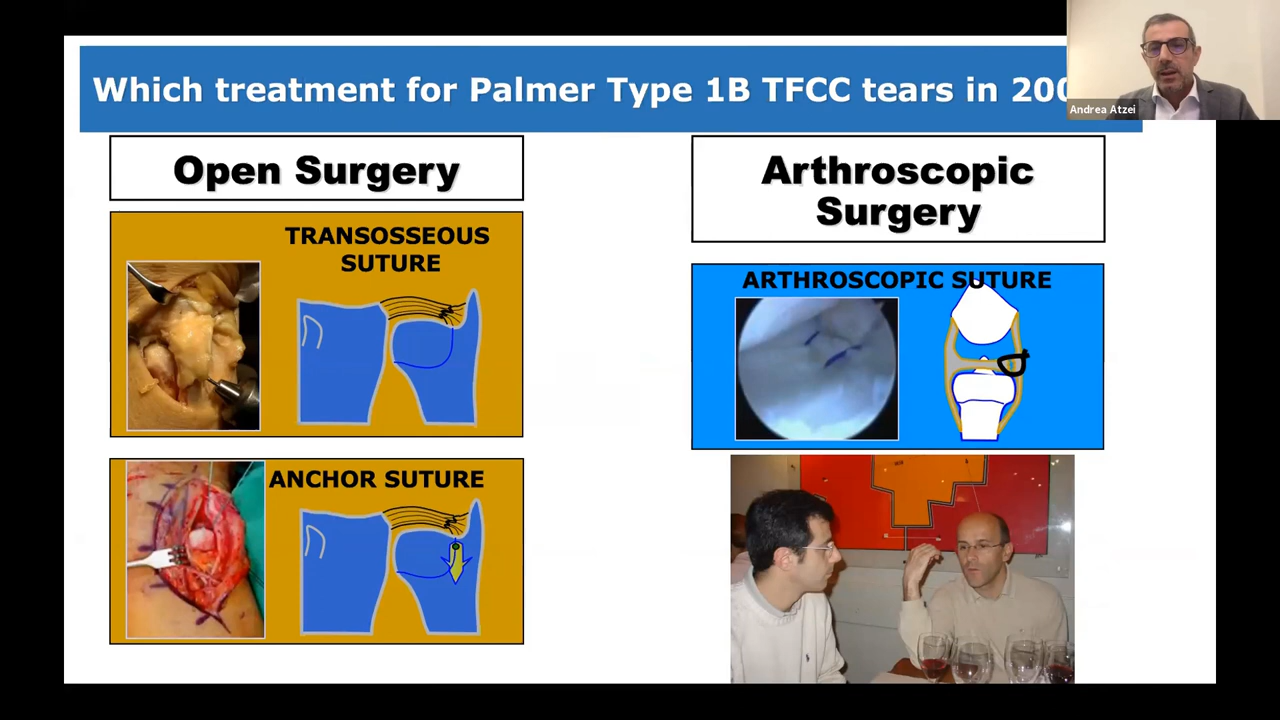 Which treatment for Palmer Type 1B TFCC tears in
Andrea Atzei
Open Surgery
TRANSOSSEOUS
SUTURE
ANCHOR SUTURE
Arthroscopic
Surgery
ARTHROSCOPIC SUTURE